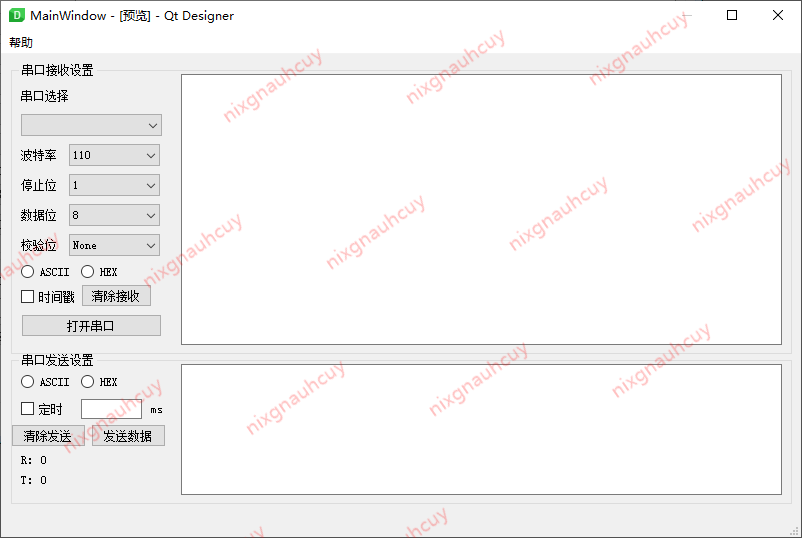 MainWindow - [预览] - Qt Designer
帮助
串口接收设置
串口选择
波特率 110
停止位 1
数据位 8
校验位 None
ASCII HEX
时间戳 清除接收
打开串口
串口发送设置
ASCII HEX
定时 ms
清除发送 发送数据
R: 0
T: 0
nixgnauhcuy
nixgnauhcuy
nixgnauhcuy
nixgnauhcuy
nixgnauhcuy
nixgnauhcuy
nixgnauhcuy
nixgnauhcuy
nixgnauhcuy
nixgnauhcuy
nixgnauhcuy